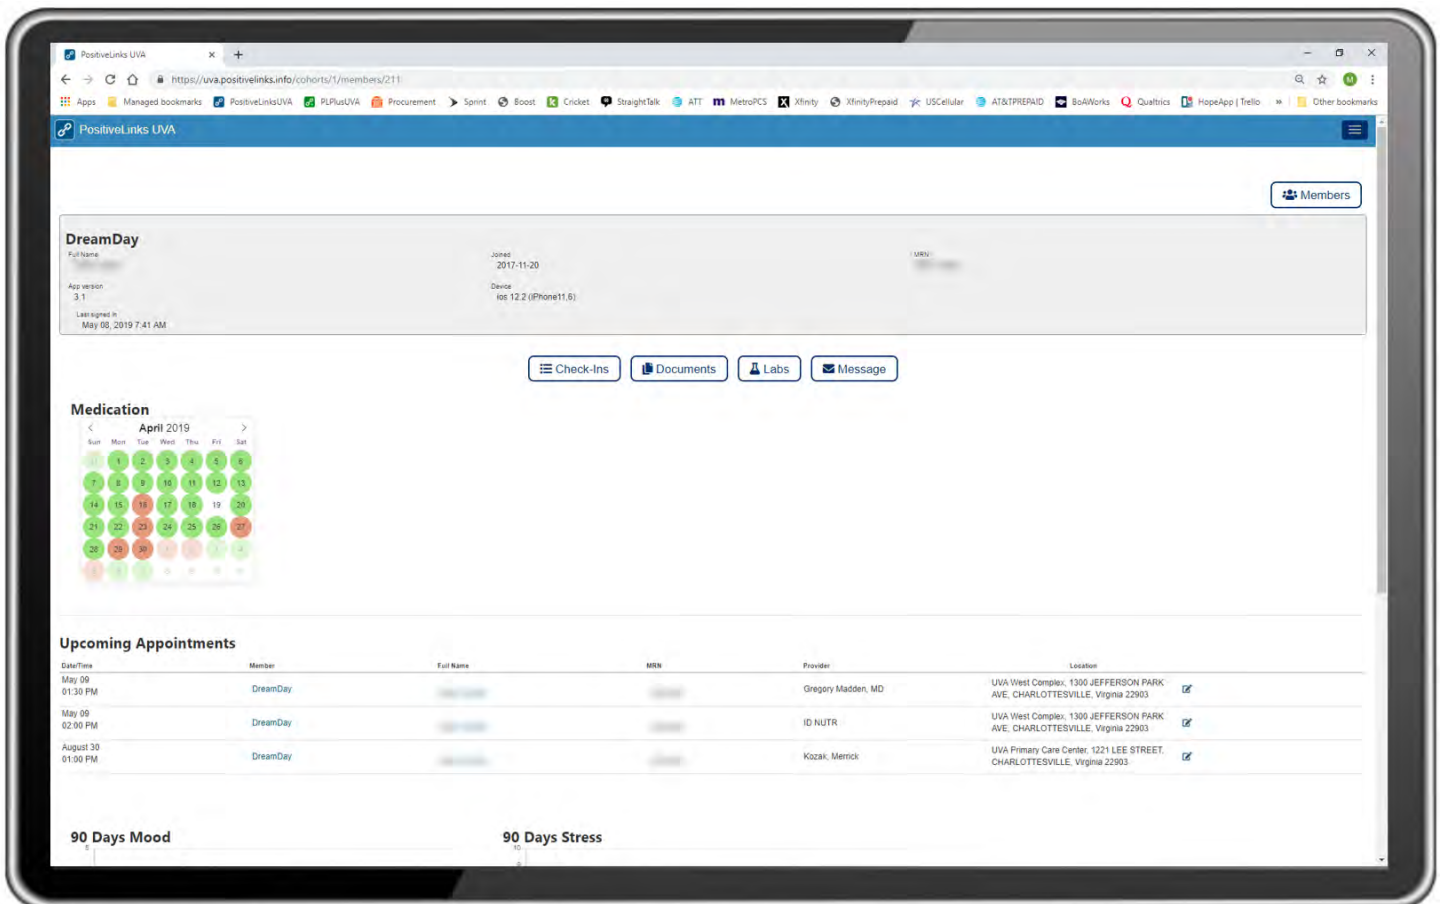 PositiveLinks UVA
https://uva.positivelinks.info/cohorts/1/members/211
Apps Managed bookmarks PositiveLinksUVA PLPlusUVA Procurement Sprint Boost Cricket StraightTalk ATT MetroPCS Xfinity XfinityPrepaid USCellular AT&TPREPAID BoAWorks Qualtrics HopeApp | Trello » Other bookmarks
PositiveLinks UVA
Members
DreamDay
Full Name Joined MRN
2017-11-20
App version Device
3.1 ios 12.2 (iPhone11,6)
Last signed in
May 08, 2019 7:41 AM
Check-Ins Documents Labs Message
Medication
April 2019
Sun Mon Tue Wed Thu Fri Sat
1 2 3 4 5 6
7 8 9 10 11 12 13
14 15 16 17 18 19 20
21 22 23 24 25 26 27
28 29 30
Upcoming Appointments
Date/Time Member Full Name MRN Provider Location
May 09
01:30 PM DreamDay Gregory Madden, MD UVA West Complex, 1300 JEFFERSON PARK
AVE, CHARLOTTESVILLE, Virginia 22903
May 09
02:00 PM DreamDay ID NUTR UVA West Complex, 1300 JEFFERSON PARK
AVE, CHARLOTTESVILLE, Virginia 22903
August 30
01:00 PM DreamDay Kozak, Merrick UVA Primary Care Center, 1221 LEE STREET,
CHARLOTTESVILLE, Virginia 22903
90 Days Mood 90 Days Stress
5 10
9